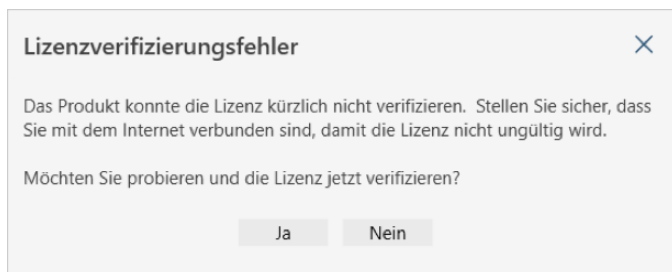 Lizenzverifizierungsfehler
Das Produkt konnte die Lizenz kürzlich nicht verifizieren.  Stellen Sie sicher, dass
Sie mit dem Internet verbunden sind, damit die Lizenz nicht ungültig wird.
Möchten Sie probieren und die Lizenz jetzt verifizieren?
Ja Nein